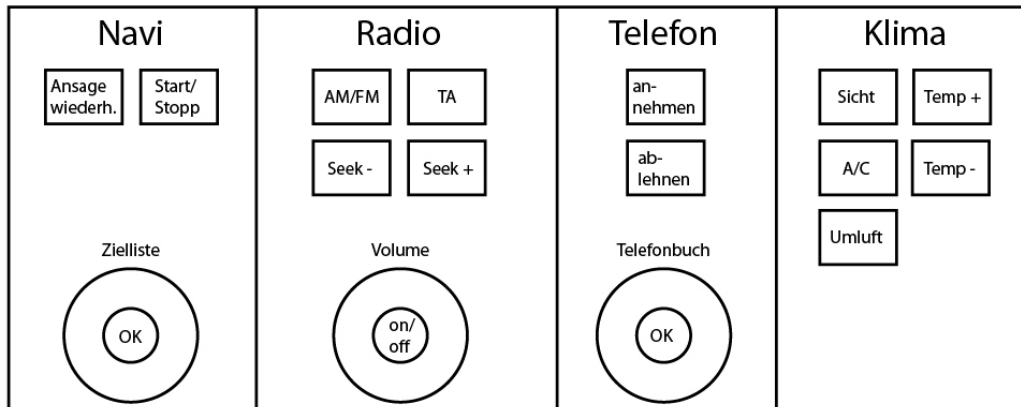 Navi
Ansage
wiederh.
Start/
Stopp
Zielliste
OK
Radio
AM/FM
TA
Seek -
Seek +
Volume
on/
off
Telefon
an-
nehmen
ab-
lehnen
Telefonbuch
OK
Klima
Sicht
Temp +
A/C
Temp -
Umluft